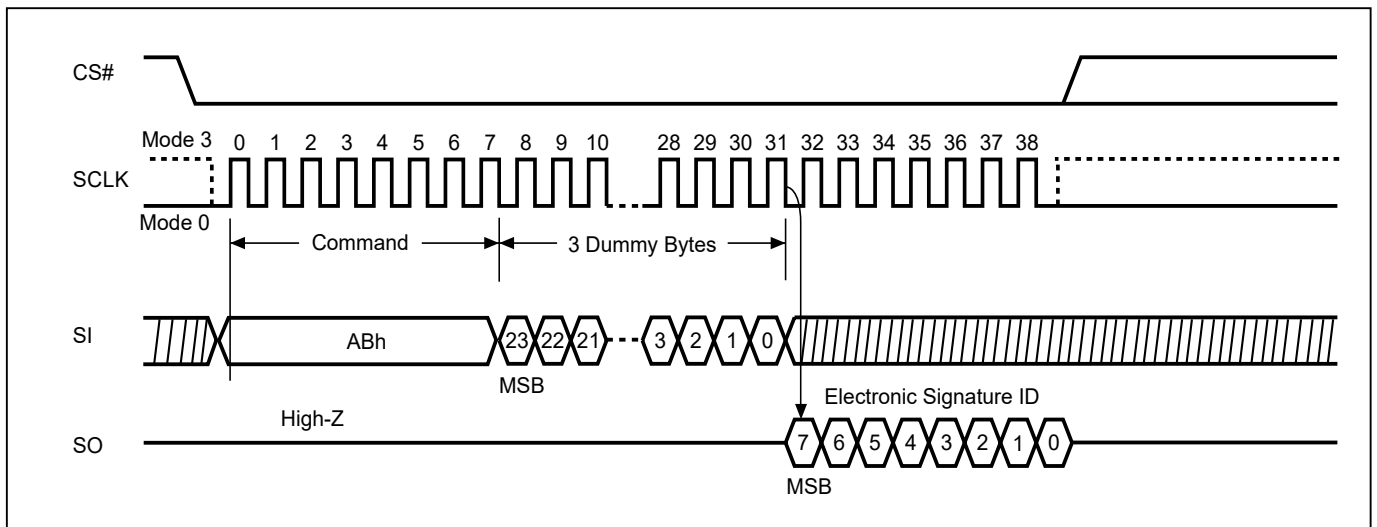 CS#
Mode 3 0 1 2 3 4 5 6 7 8 9 10 28 29 30 31 32 33 34 35 36 37 38
SCLK
Mode 0
Command 3 Dummy Bytes
SI ABh 23 22 21 3 2 1 0
MSB Electronic Signature ID
High-Z
SO 7 6 5 4 3 2 1 0
MSB